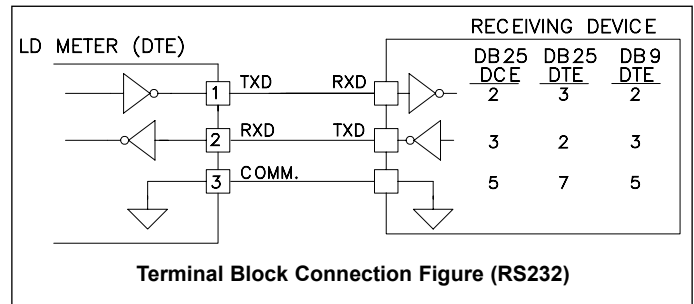 RECEIVING DEVICE
LD METER (DTE)
DB25 DB25 DB9
DCE DTE DTE
1 TXD RXD 2 3 2
2 RXD TXD 3 2 3
3 COMM. 5 7 5
Terminal Block Connection Figure (RS232)